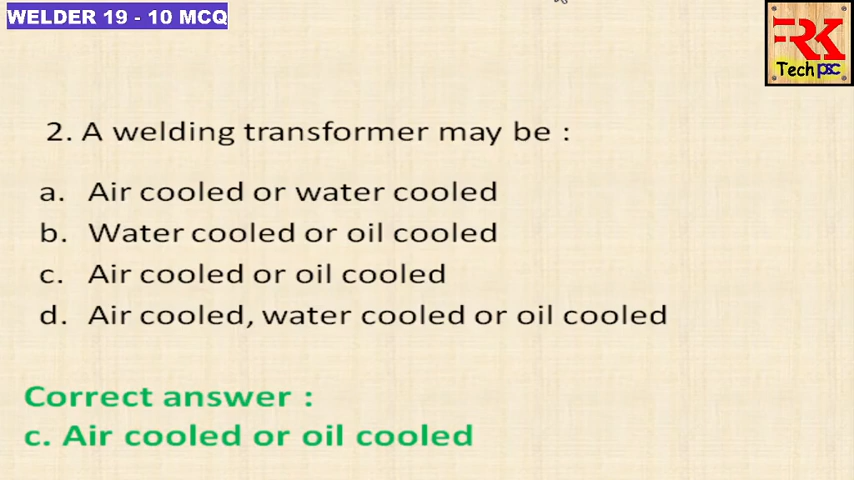 WELDER 19 - 10 MCQ
RK
Tech psc
2. A welding transformer may be :
a. Air cooled or water cooled
b. Water cooled or oil cooled
c. Air cooled or oil cooled
d. Air cooled, water cooled or oil cooled
Correct answer :
c. Air cooled or oil cooled